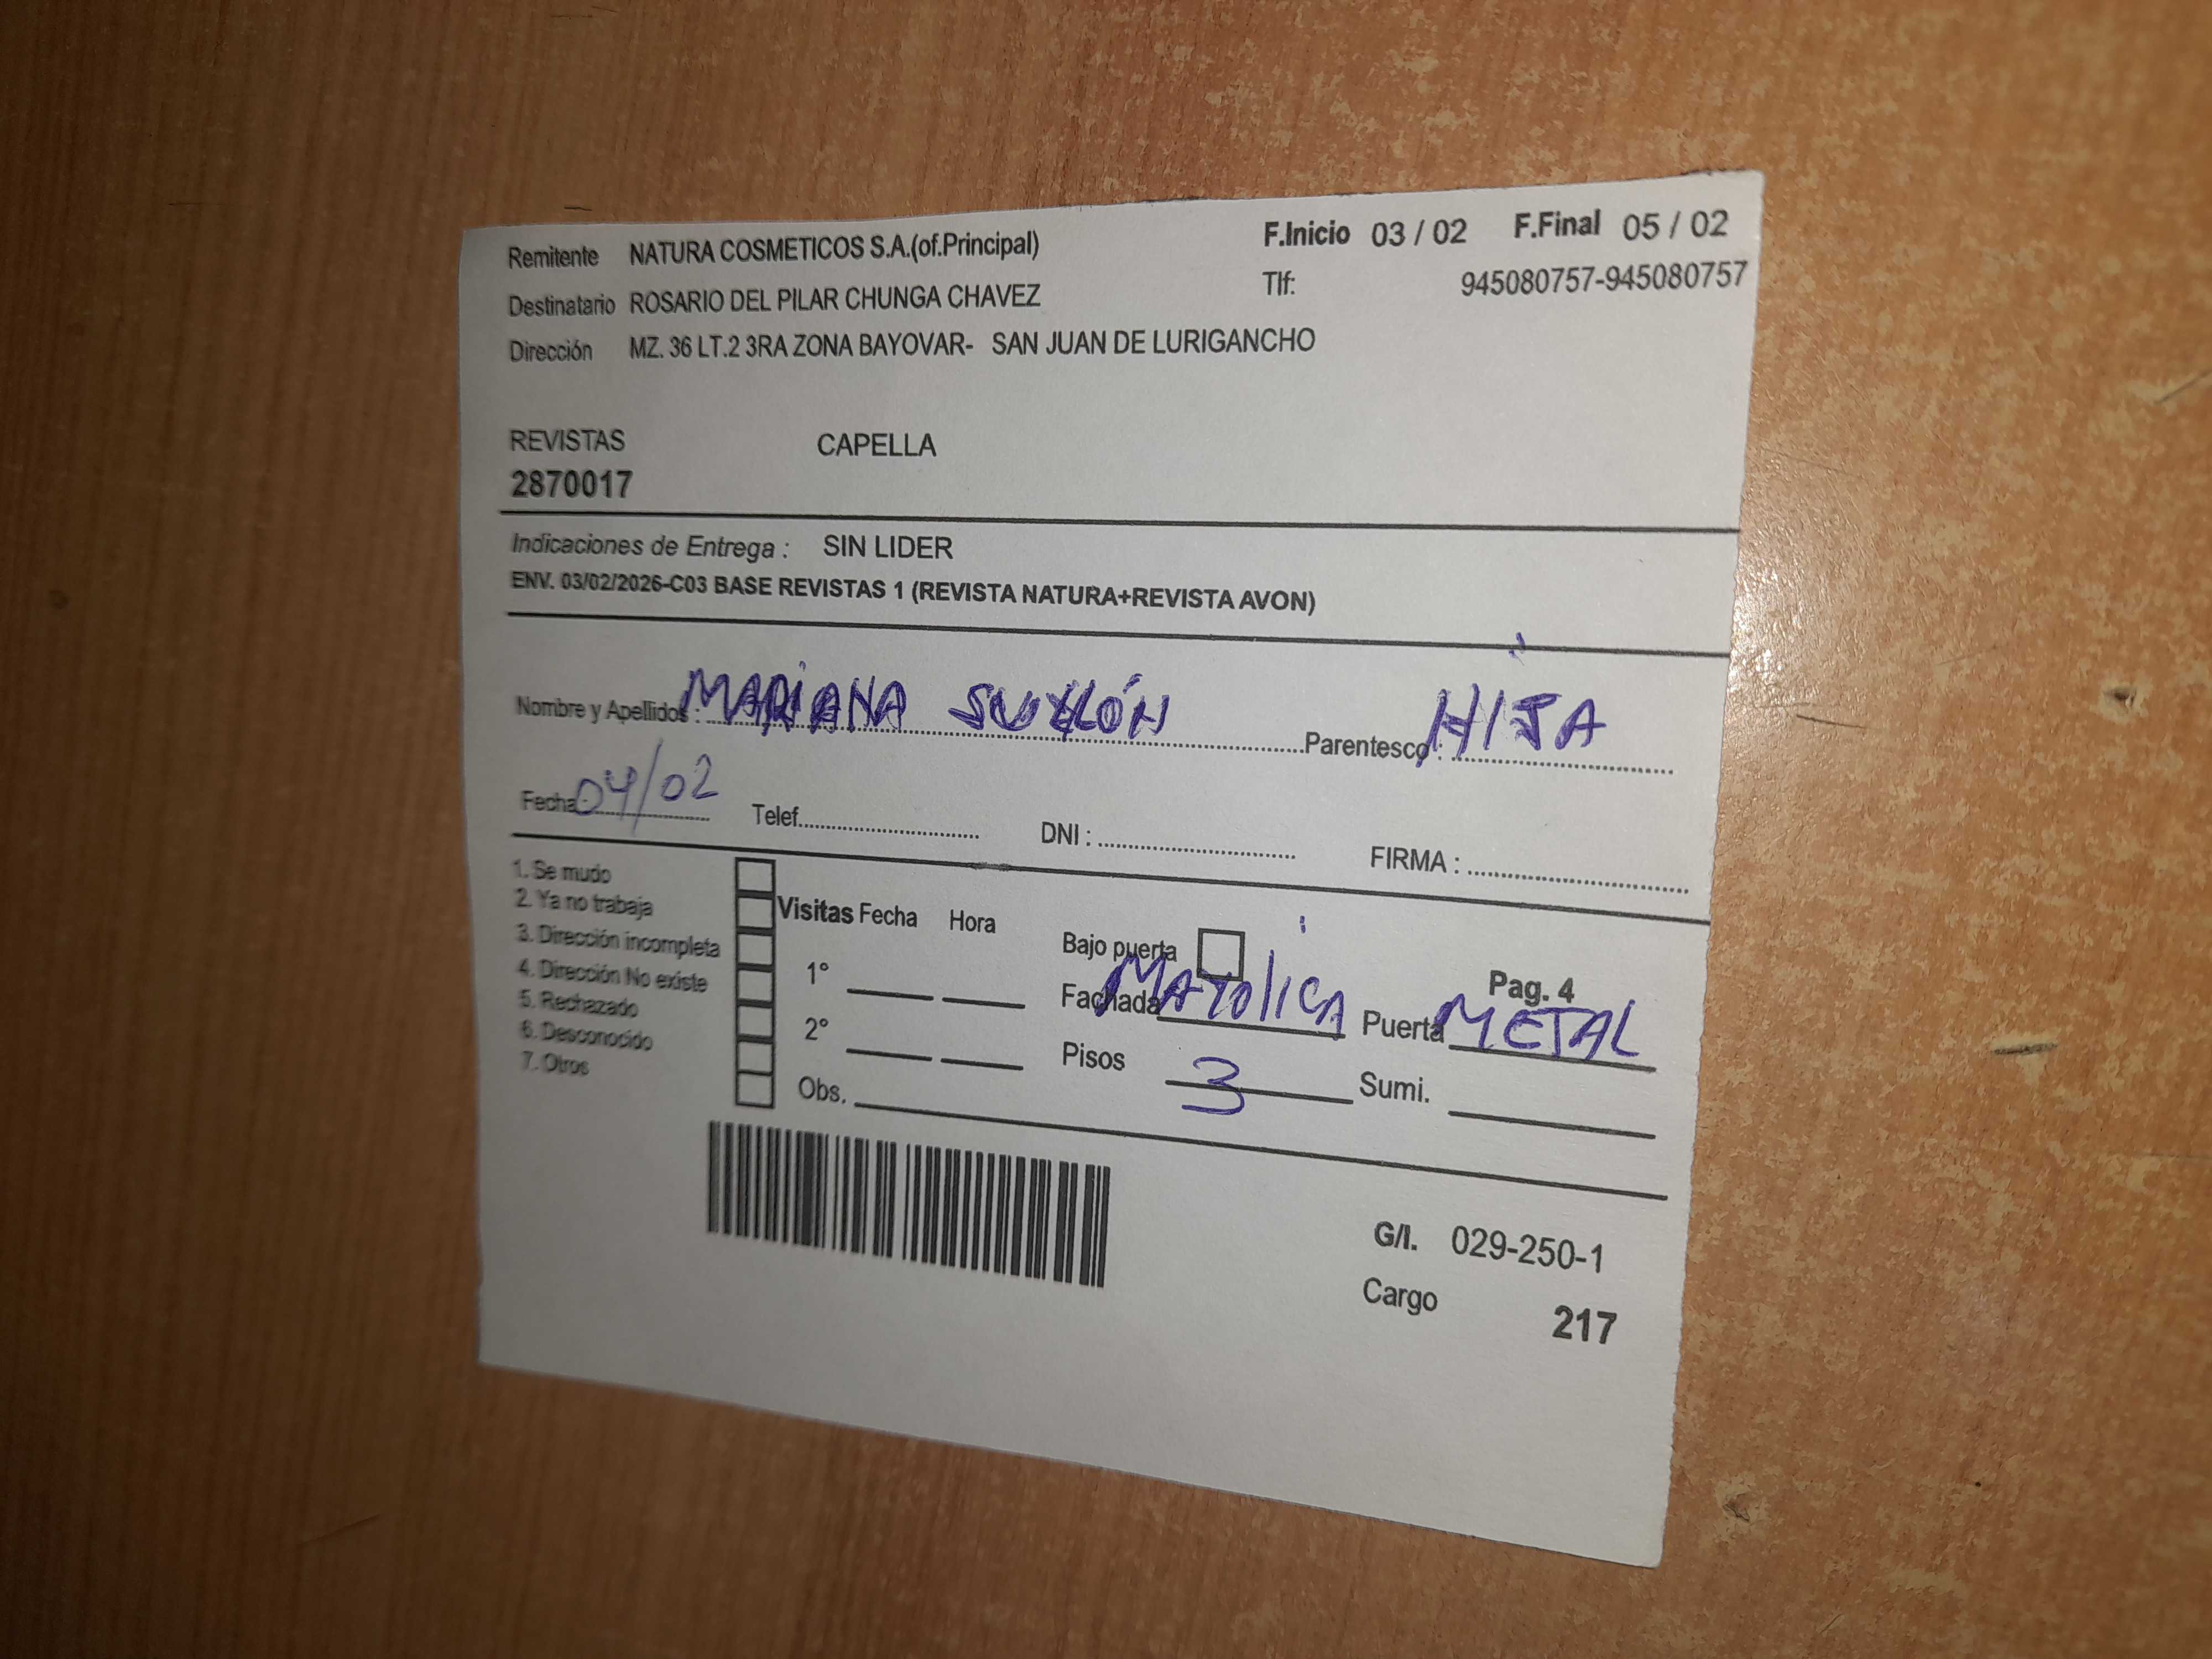 Remitente NATURA COSMETICOS S.A.(of.Principal) F.Inicio 03 / 02 F.Final 05 / 02
Destinatario ROSARIO DEL PILAR CHUNGA CHAVEZ Tlf: 945080757-945080757
Dirección MZ. 36 LT.2 3RA ZONA BAYOVAR- SAN JUAN DE LURIGANCHO
REVISTAS CAPELLA
2870017
Indicaciones de Entrega : SIN LIDER
ENV. 03/02/2026-C03 BASE REVISTAS 1 (REVISTA NATURA+REVISTA AVON)
Nombre y Apellidos : MARIANA Parentesco : HIJA
Fecha : 04/02 Telef. DNI : FIRMA :
1. Se mudo
2. Ya no trabaja
3. Dirección incompleta
4. Dirección No existe
5. Rechazado
6. Desconocido
7. Otros
Visitas Fecha Hora
1°
2°
Obs.
Bajo puerta Pag. 4
Fachada MAYOliCA Puerta METAL
Pisos 3 Sumi.
G/I. 029-250-1
Cargo 217